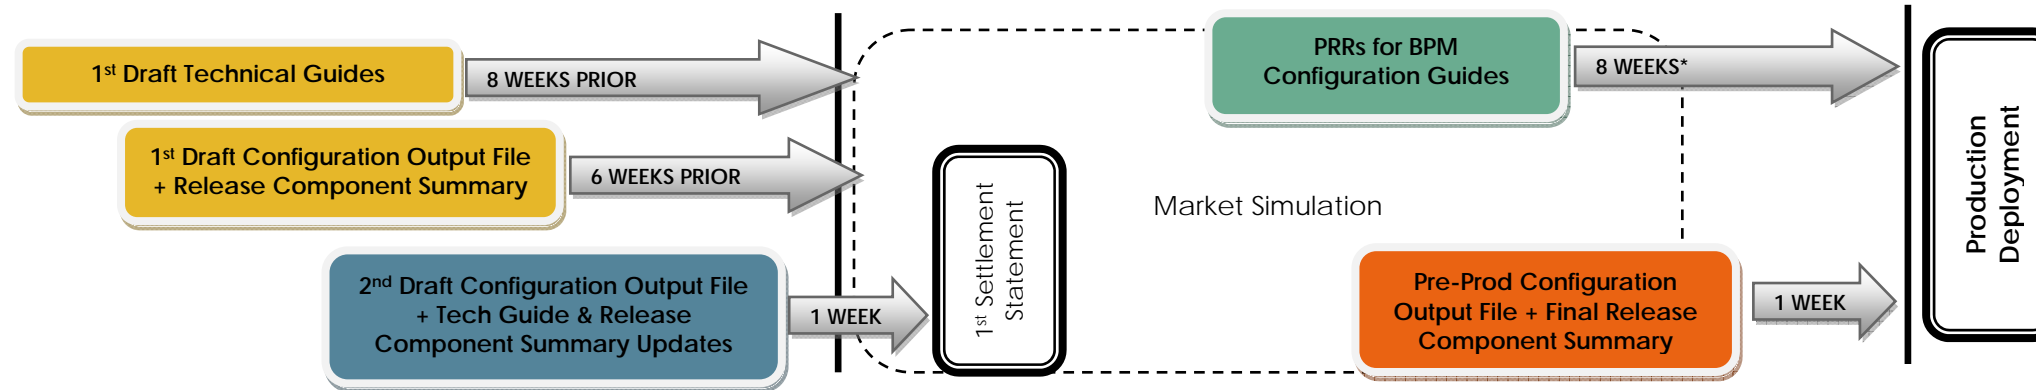 1st Draft Technical Guides
8 WEEKS PRIOR
1st Draft Configuration Output File
+ Release Component Summary
6 WEEKS PRIOR
2nd Draft Configuration Output File
+ Tech Guide & Release
Component Summary Updates
1 WEEK
1st Settlement
Statement
Market Simulation
PRRs for BPM
Configuration Guides
8 WEEKS*
Pre-Prod Configuration
Output File + Final Release
Component Summary
1 WEEK
Production
Deployment